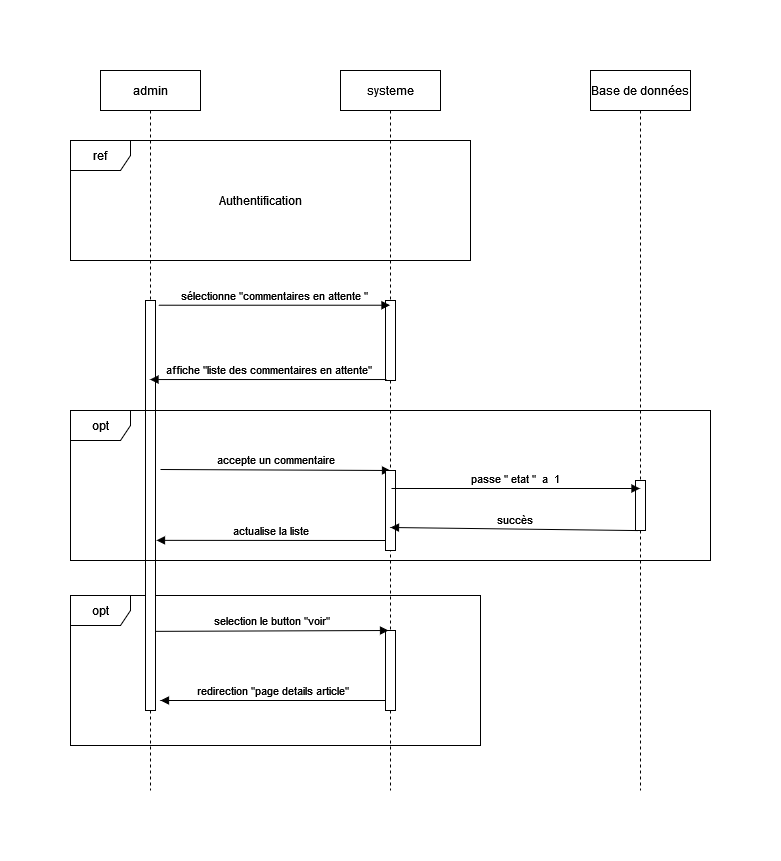 admin
systeme
Base de données
ref
Authentification
sélectionne "commentaires en attente "
affiche "liste des commentaires en attente"
opt
accepte un commentaire
passe " etat "  a  1
succès
actualise la liste
opt
selection le button "voir"
redirection "page details article"